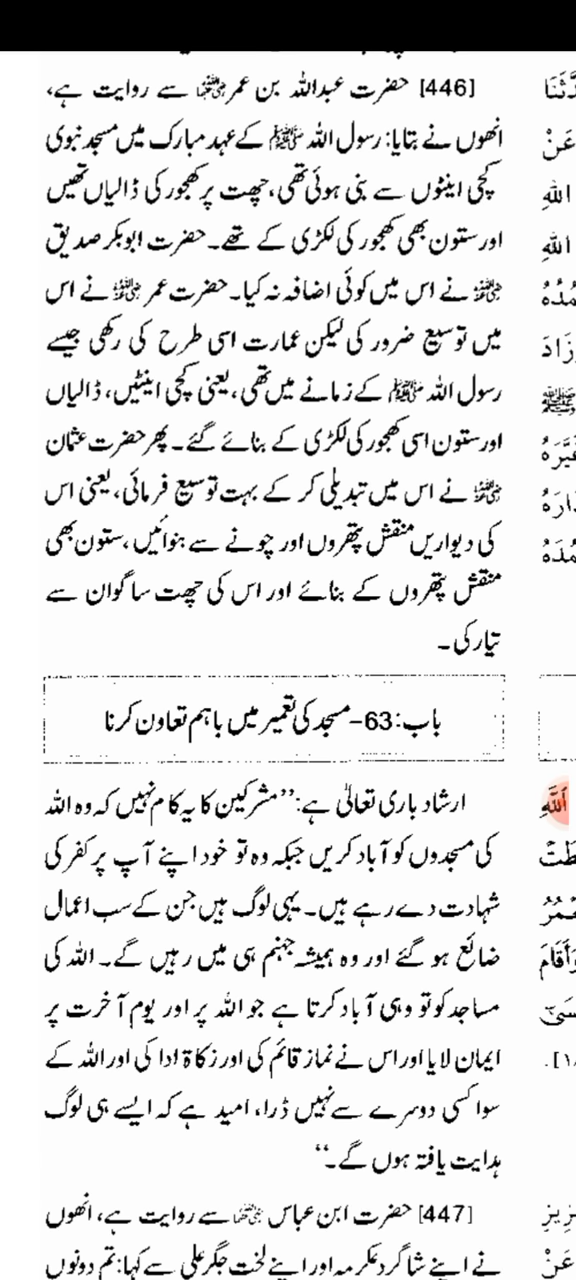 [446] حضرت عبداللہ بن عمر رضی اللہ عنہما سے روایت ہے،
انھوں نے بتایا: رسول اللہ ﷺ کے عہد مبارک میں مسجد نبوی
کچی اینٹوں سے بنی ہوئی تھی، چھت پر کھجور کی ڈالیاں تھیں
اور ستون بھی کھجور کی لکڑی کے تھے۔ حضرت ابوبکر صدیق
رضی اللہ عنہ نے اس میں کوئی اضافہ نہ کیا۔ حضرت عمر رضی اللہ عنہ نے اس
میں توسیع ضرور کی لیکن عمارت اسی طرح کی رکھی جیسے
رسول اللہ ﷺ کے زمانے میں تھی، یعنی کچی اینٹیں، ڈالیاں
اور ستون اسی کھجور کی لکڑی کے بنائے گئے۔ پھر حضرت عثمان
رضی اللہ عنہ نے اس میں تبدیلی کر کے بہت توسیع فرمائی، یعنی اس
کی دیواریں منقش پتھروں اور چونے سے بنوائیں، ستون بھی
منقش پتھروں کے بنائے اور اس کی چھت ساگوان سے
تیار کی۔
باب:63- مسجد کی تعمیر میں باہم تعاون کرنا
ارشاد باری تعالیٰ ہے: ’’مشرکین کا یہ کام نہیں کہ وہ اللہ
کی مسجدوں کو آباد کریں جبکہ وہ تو خود اپنے آپ پر کفر کی
شہادت دے رہے ہیں۔ یہی لوگ ہیں جن کے سب اعمال
ضائع ہو گئے اور وہ ہمیشہ جہنم ہی میں رہیں گے۔ اللہ کی
مساجد کو تو وہی آباد کرتا ہے جو اللہ پر اور یوم آخرت پر
ایمان لایا اور اس نے نماز قائم کی اور زکاۃ ادا کی اور اللہ کے
سوا کسی دوسرے سے نہیں ڈرا، امید ہے کہ ایسے ہی لوگ
ہدایت یافتہ ہوں گے۔‘‘
[447] حضرت ابن عباس رضی اللہ عنہما سے روایت ہے، انھوں
نے اپنے شاگرد عکرمہ اور اپنے لخت جگر علی سے کہا: تم دونوں
عَنْ
اللهِ
اللّٰهِ
وَأَقَامَ
عَنْ